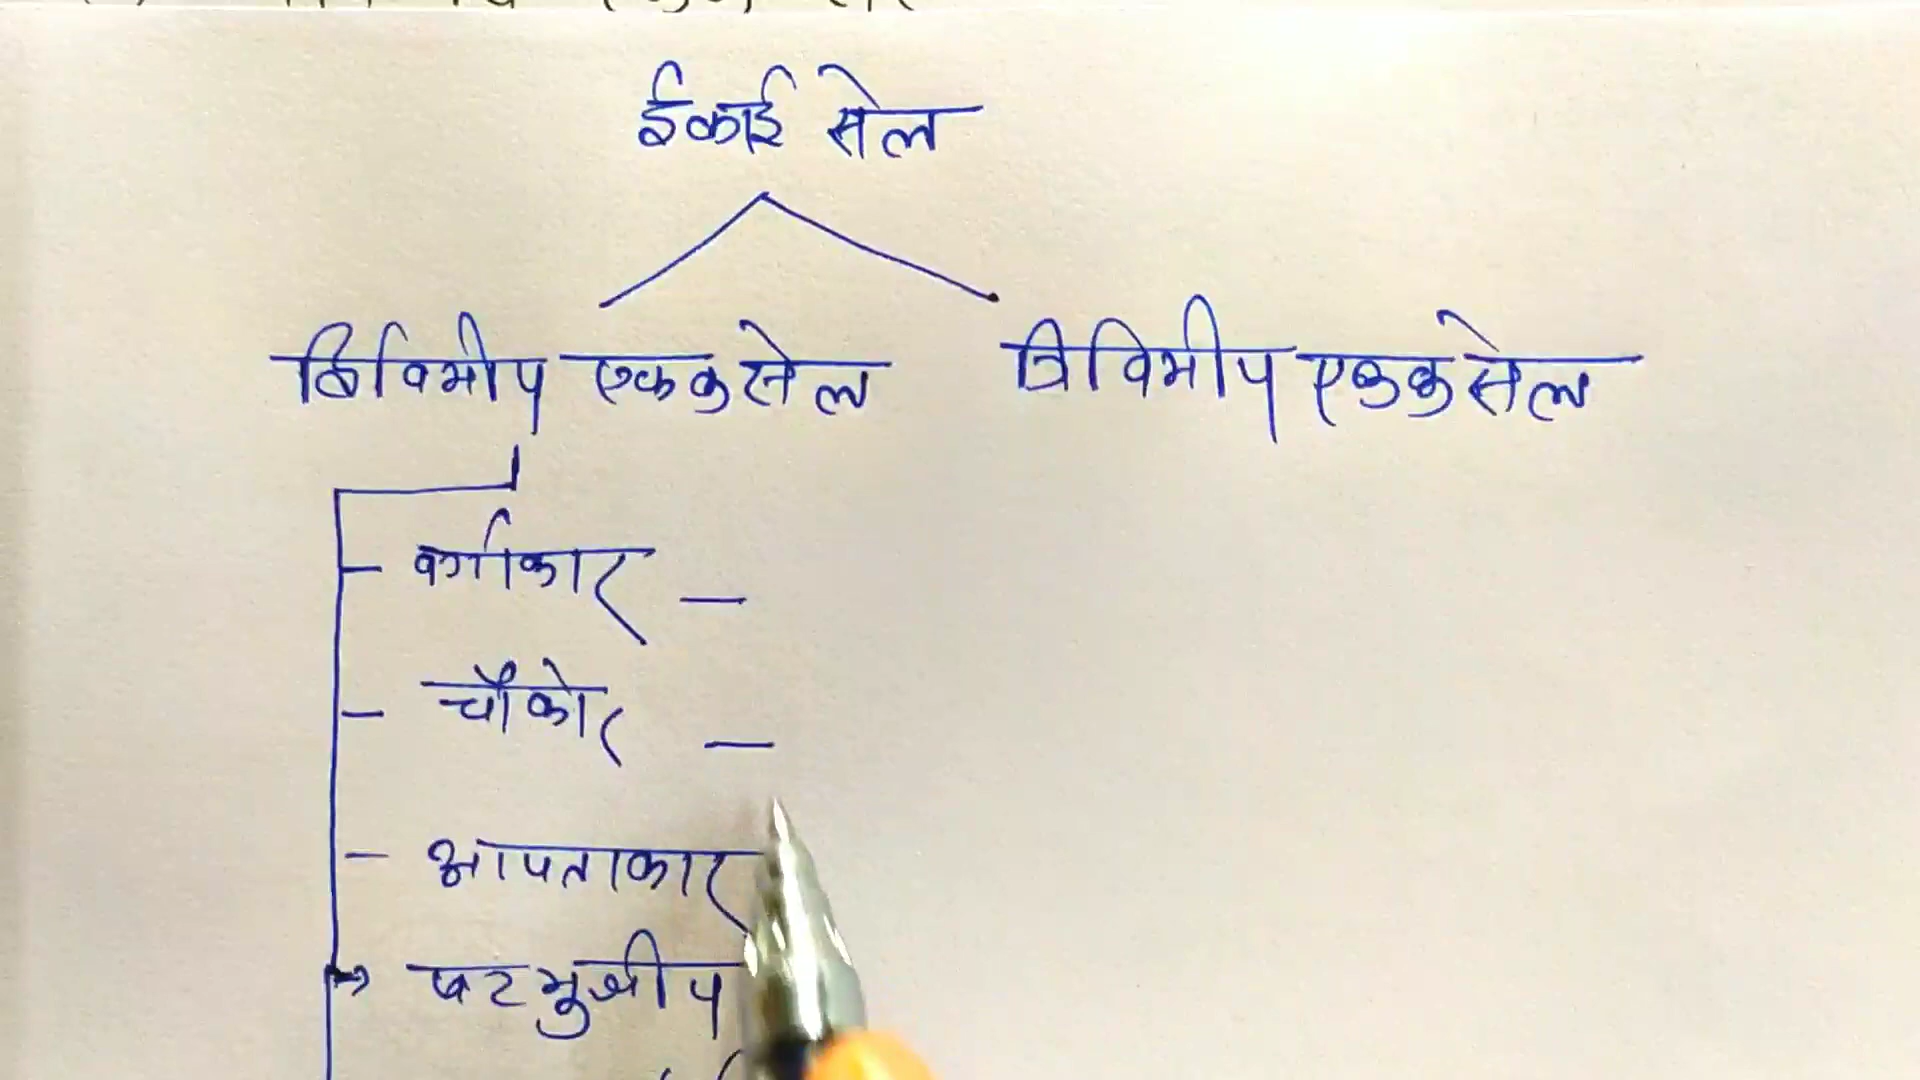 ईकाई सेल
द्विविमीय एकक सेल त्रिविमीय एकक सेल
- वर्गाकार -
- चौकोर -
- आयताकार
→ षटभुजीय